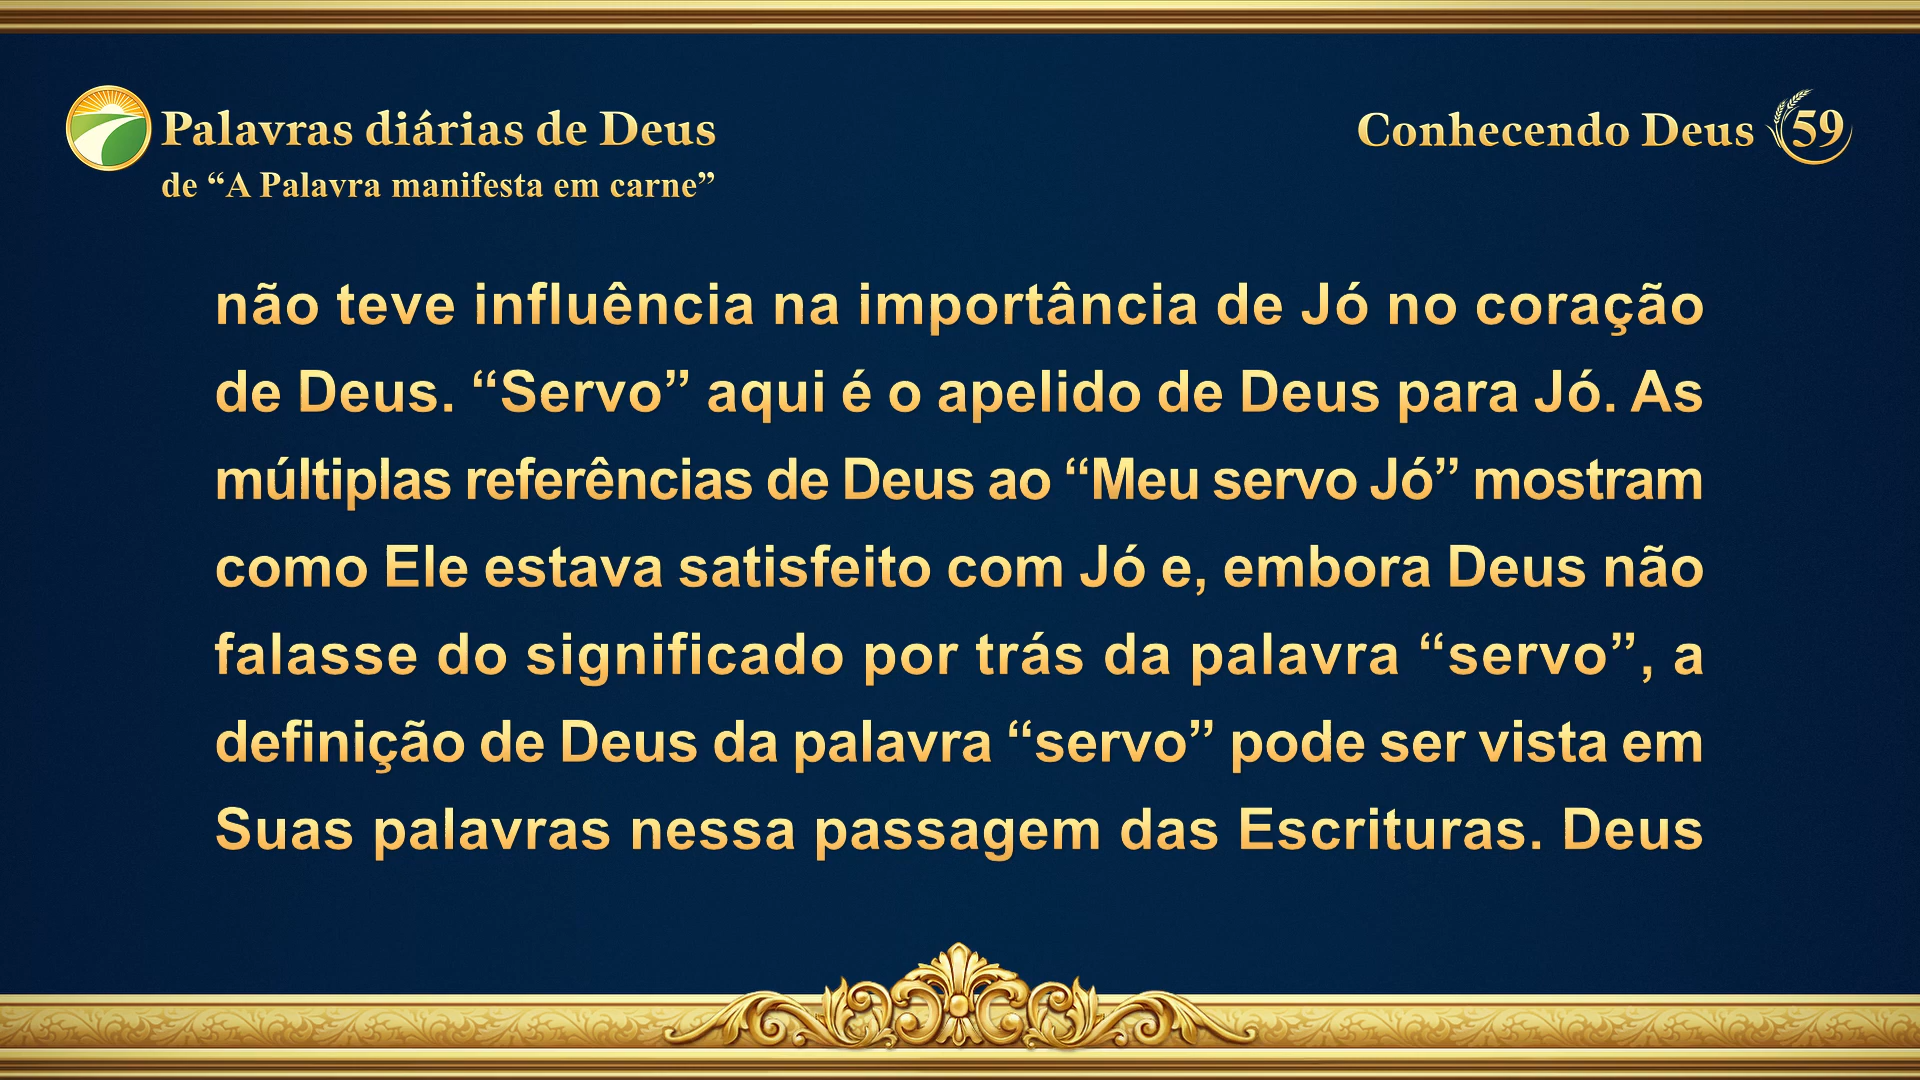 Palavras diárias de Deus
de “A Palavra manifesta em carne”
Conhecendo Deus 59
não teve influência na importância de Jó no coração
de Deus. “Servo” aqui é o apelido de Deus para Jó. As
múltiplas referências de Deus ao “Meu servo Jó” mostram
como Ele estava satisfeito com Jó e, embora Deus não
falasse do significado por trás da palavra “servo”, a
definição de Deus da palavra “servo” pode ser vista em
Suas palavras nessa passagem das Escrituras. Deus